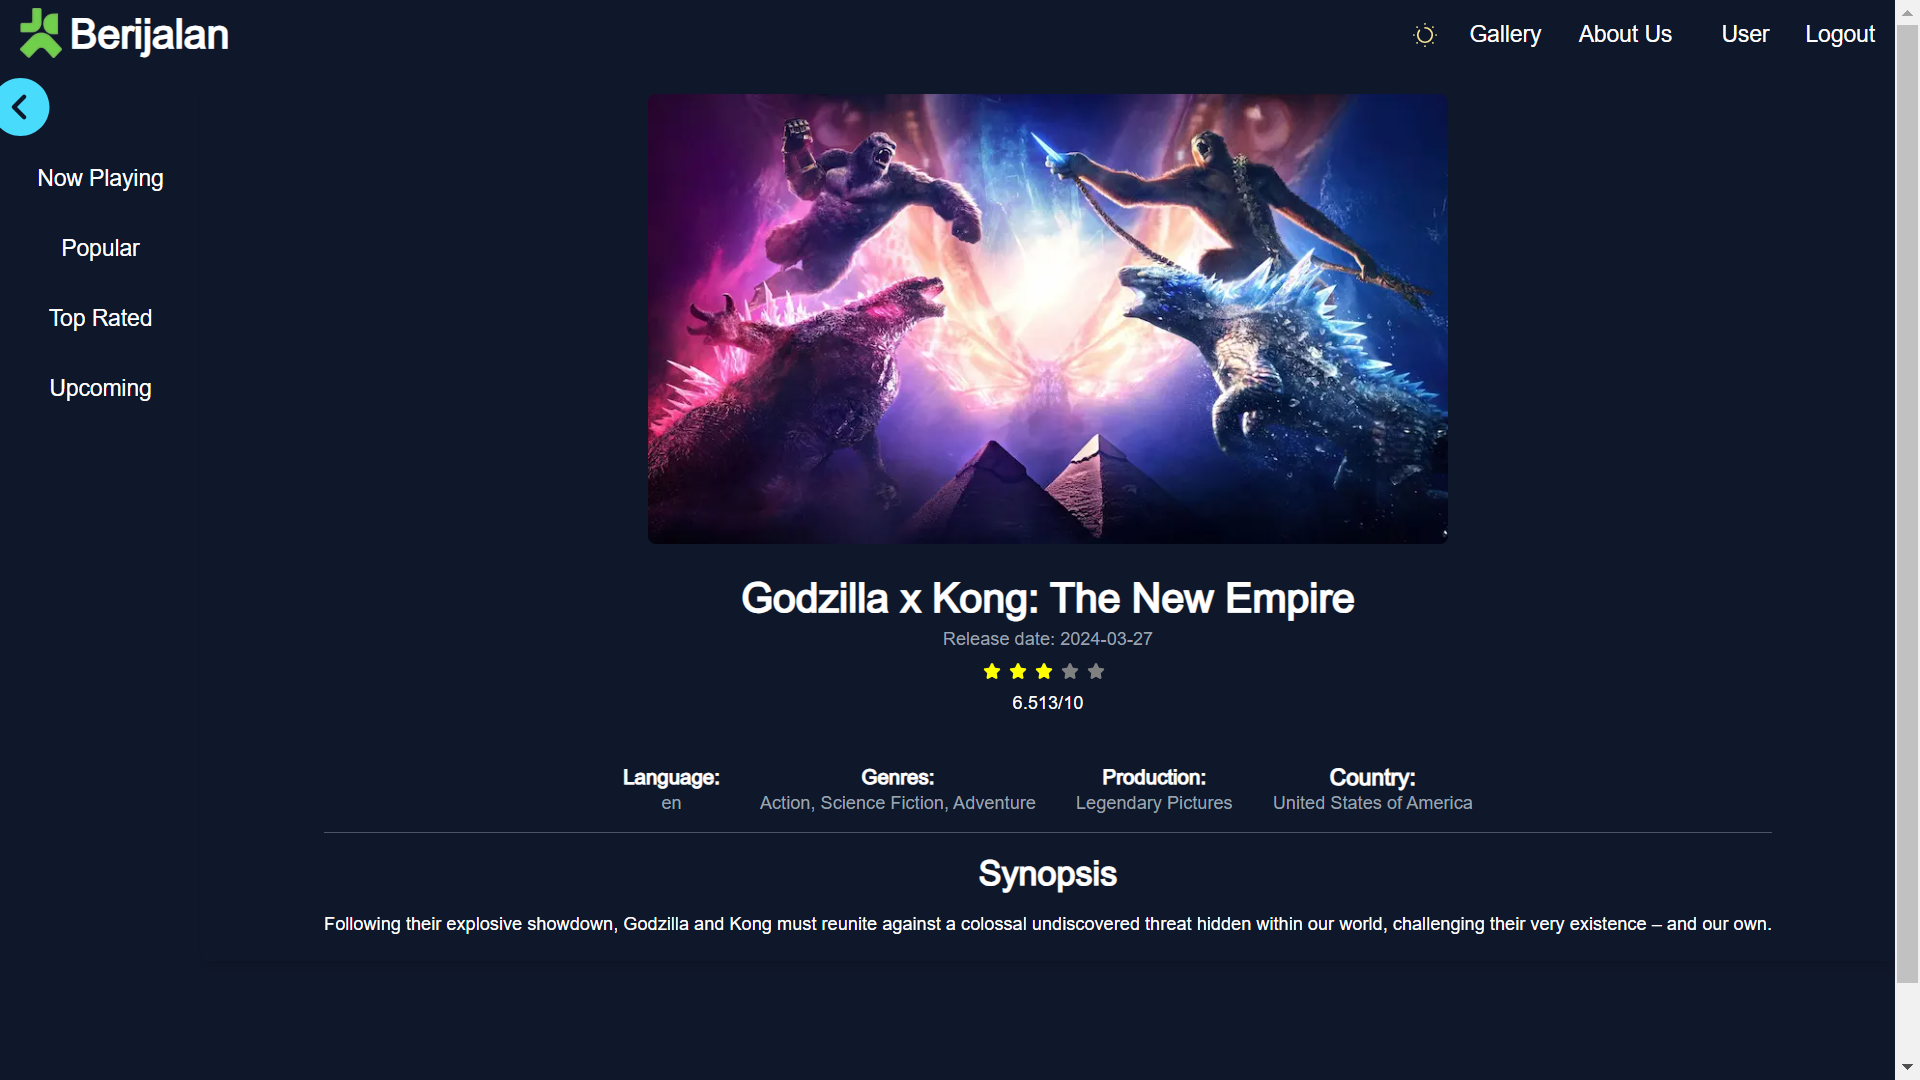 Berijalan
Gallery
About Us
User
Logout
Now Playing
Popular
Top Rated
Upcoming
Godzilla x Kong: The New Empire
Release date: 2024-03-27
6.513/10
Language:
en
Genres:
Action, Science Fiction, Adventure
Production:
Legendary Pictures
Country:
United States of America
Synopsis
Following their explosive showdown, Godzilla and Kong must reunite against a colossal undiscovered threat hidden within our world, challenging their very existence – and our own.